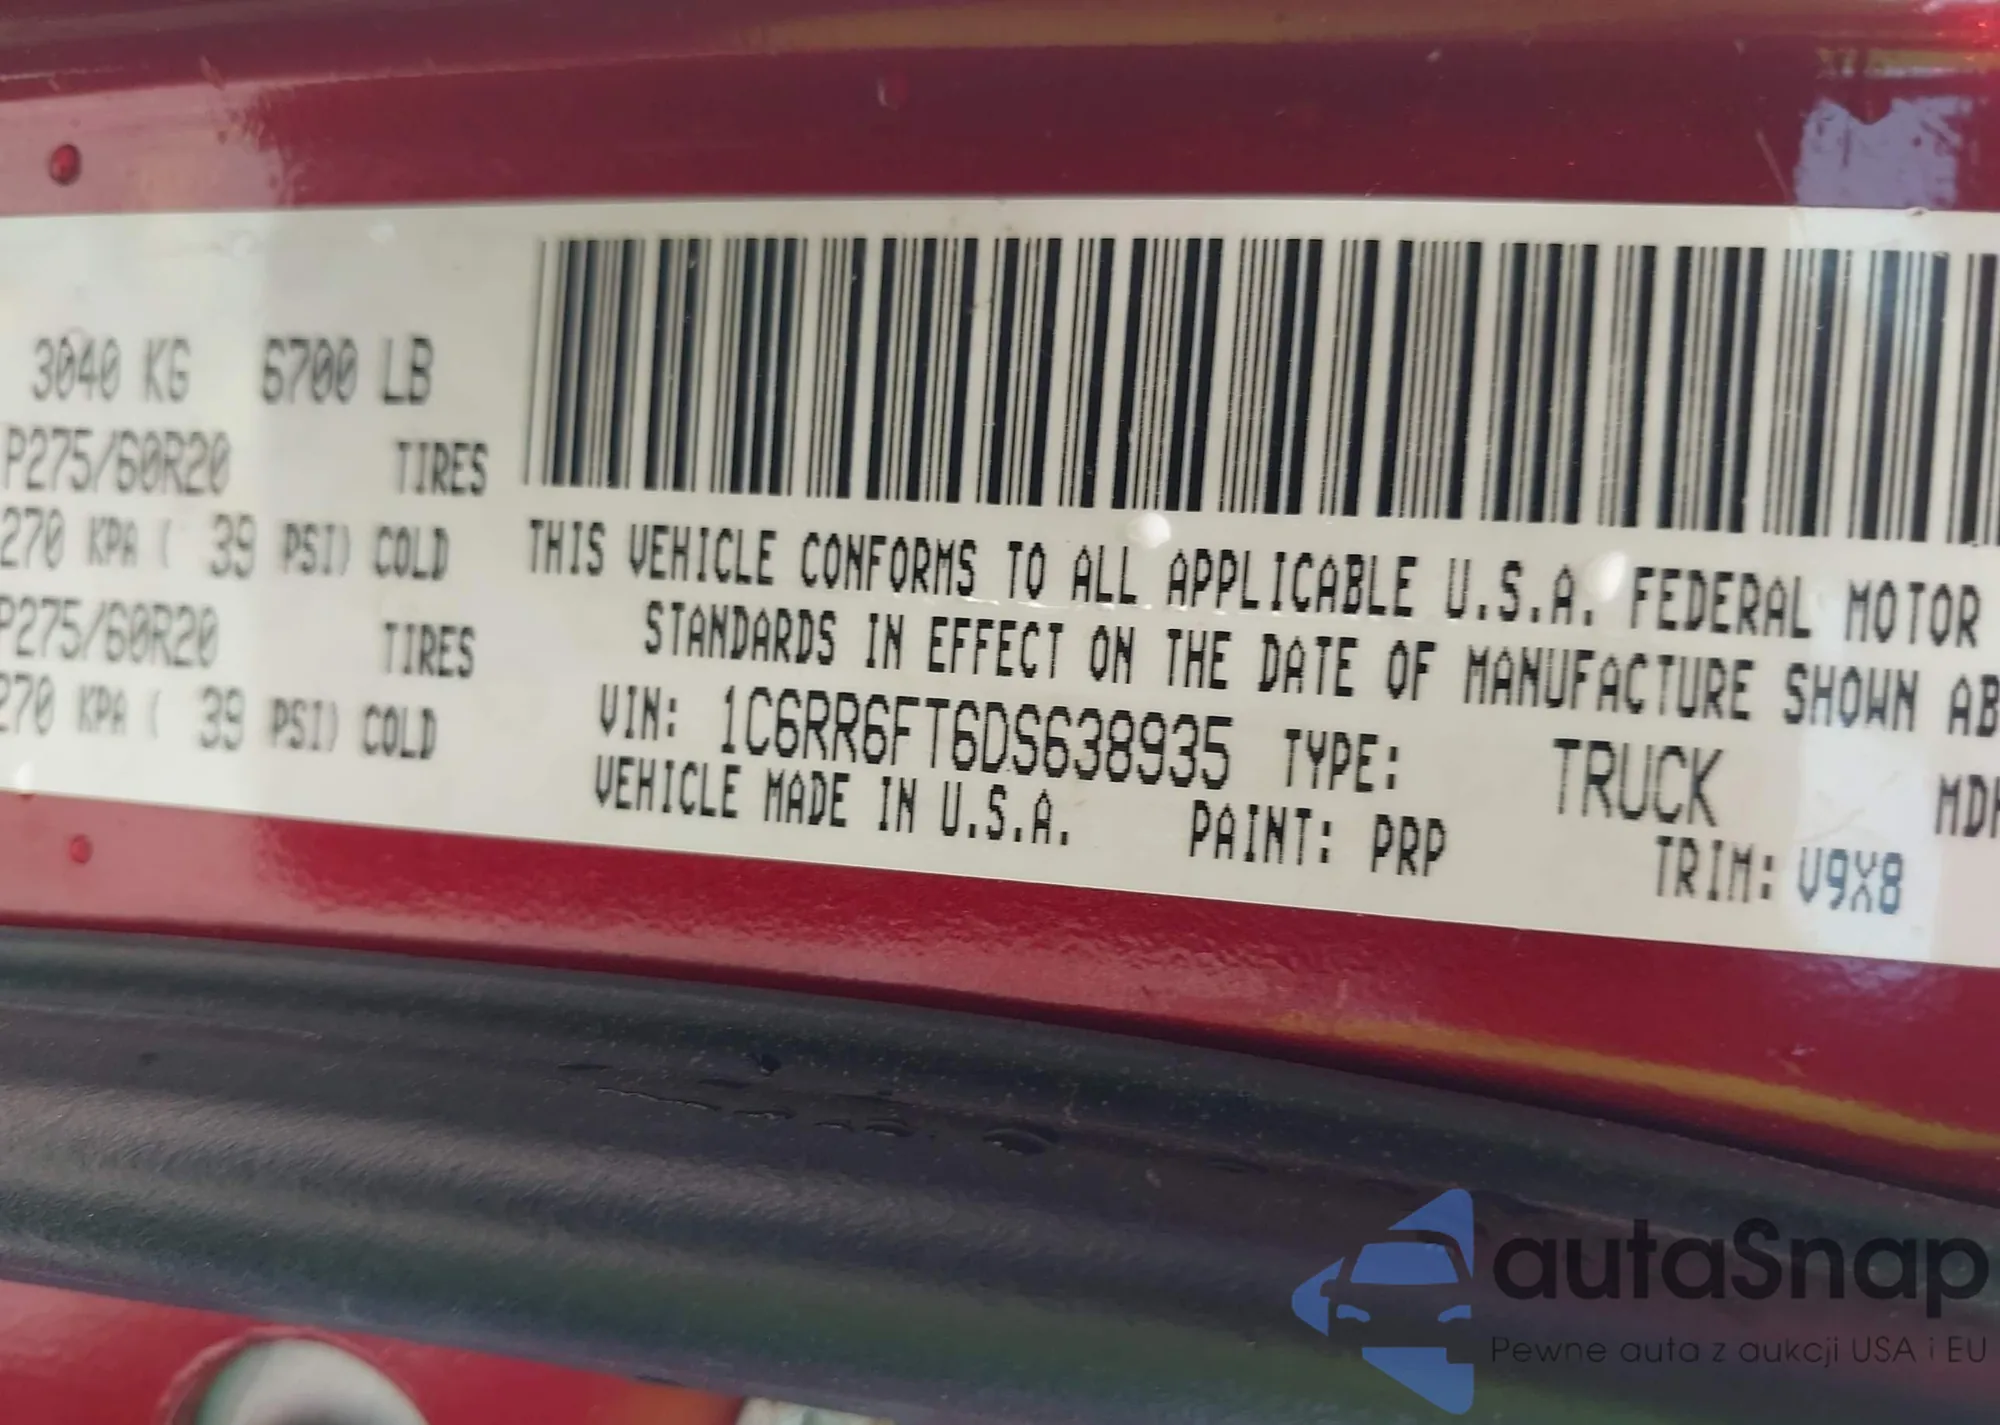 3040 KG 6700 LB
P275/60R20 TIRES
270 KPA ( 39 PSI) COLD
P275/60R20 TIRES
270 KPA ( 39 PSI) COLD
THIS VEHICLE CONFORMS TO ALL APPLICABLE U.S.A. FEDERAL MOTOR
STANDARDS IN EFFECT ON THE DATE OF MANUFACTURE SHOWN AB
VIN: 1C6RR6FT6DS638935 TYPE: TRUCK MDH
VEHICLE MADE IN U.S.A. PAINT: PRP TRIM: V9X8
autaSnap
Pewne auta z aukcji USA i EU